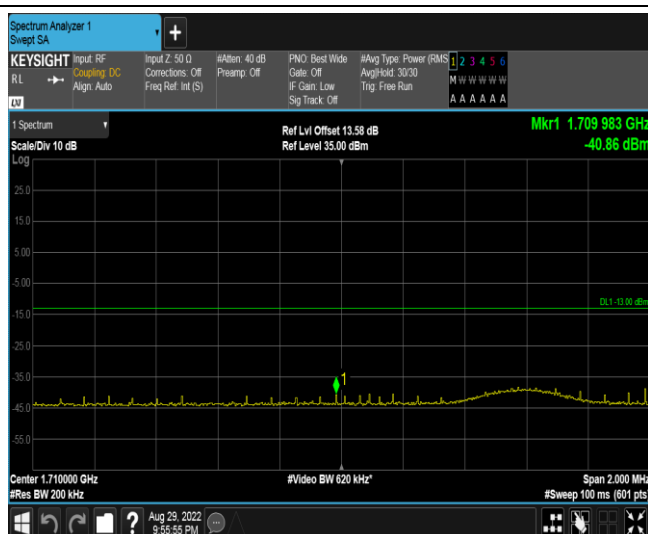 Spectrum Analyzer 1
Swept SA
+
KEYSIGHT Input: RF Input Z: 50 Ω #Atten: 40 dB PNO: Best Wide #Avg Type: Power (RMS 1 2 3 4 5 6
RL Coupling: DC Corrections: Off Preamp: Off Gate: Off Avg|Hold: 30/30 M W W W W W
Align: Auto Freq Ref: Int (S) IF Gain: Low Trig: Free Run
Sig Track: Off A A A A A A
LXI
1 Spectrum Ref Lvl Offset 13.58 dB Mkr1 1.709 983 GHz
Scale/Div 10 dB Ref Level 35.00 dBm -40.86 dBm
Log
25.0
15.0
5.00
-5.00
DL1 -13.00 dBm
-15.0
-25.0
-35.0
1
-45.0
-55.0
Center 1.710000 GHz #Video BW 620 kHz* Span 2.000 MHz
#Res BW 200 kHz #Sweep 100 ms (601 pts)
? Aug 29, 2022
9:55:55 PM